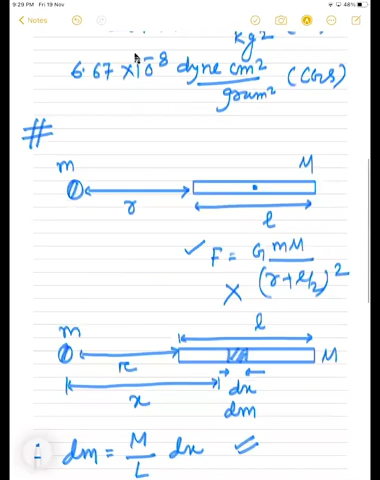 9:29 PM Fri 19 Nov
48%
Notes
kg²
6.67 × 10⁻⁸ dyne cm² / gram² (CGS)
#
m
M
r
l
✓ F = G mM / (r + l/2)²
×
l
m
M
r
x
dx
dm
∴ dm = M/L dx